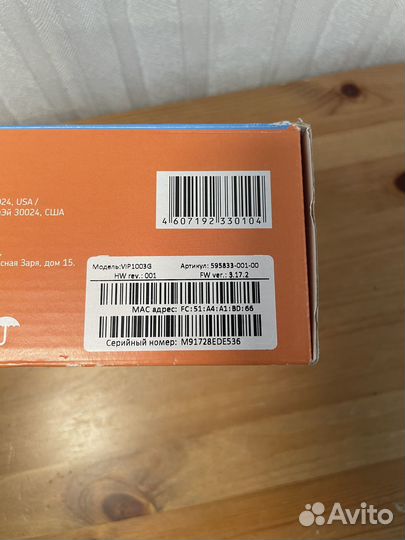 024, USA /
30024, США
4 607192 330104
сная Заря, дом 15.
Модель:VIP1003G Артикул: 595833-001-00
HW rev.: 001 FW ver.: 3.17.2
MAC адрес: FC:51:A4:A1:BD:66
Серийный номер: M91728EDE536
Avito